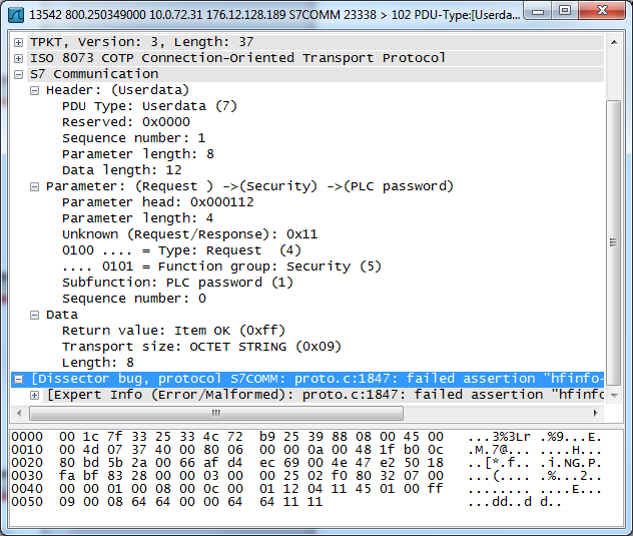 13542 800.250349000 10.0.72.31 176.12.128.189 S7COMM 23338 > 102 PDU-Type:[Userda...
TPKT, Version: 3, Length: 37
ISO 8073 COTP Connection-Oriented Transport Protocol
S7 Communication
Header: (Userdata)
PDU Type: Userdata (7)
Reserved: 0x0000
Sequence number: 1
Parameter length: 8
Data length: 12
Parameter: (Request ) ->(Security) ->(PLC password)
Parameter head: 0x000112
Parameter length: 4
Unknown (Request/Response): 0x11
0100 .... = Type: Request  (4)
.... 0101 = Function group: Security (5)
Subfunction: PLC password (1)
Sequence number: 0
Data
Return value: Item OK (0xff)
Transport size: OCTET STRING (0x09)
Length: 8
[Dissector bug, protocol S7COMM: proto.c:1847: failed assertion "hfinfo-
[Expert Info (Error/Malformed): proto.c:1847: failed assertion "hfinfo
0000 00 1c 7f 33 25 33 4c 72 b9 25 39 88 08 00 45 00 ...3%3Lr .%9...E.
0010 00 4d 07 37 40 00 80 06 00 00 0a 00 48 1f b0 0c .M.7@... ....H...
0020 80 bd 5b 2a 00 66 af d4 ec 69 00 4e 47 e2 50 18 ..[*.f.. .i.NG.P.
0030 fa bf 83 28 00 00 03 00 00 25 02 f0 80 32 07 00 ...(.... .%...2..
0040 00 00 01 00 08 00 0c 00 01 12 04 11 45 01 00 ff ........ ....E...
0050 09 00 08 64 64 00 00 64 64 11 11 ...dd..d d..